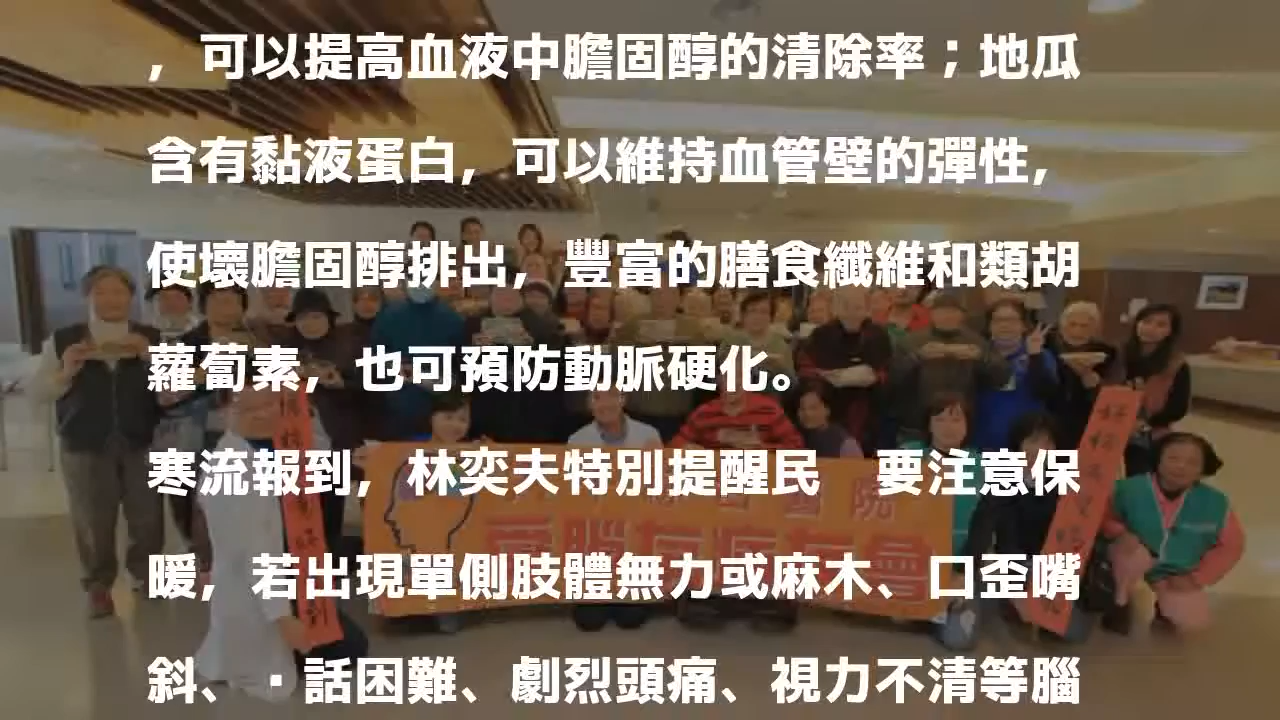 ，可以提高血液中膽固醇的清除率；地瓜
含有黏液蛋白，可以維持血管壁的彈性，
使壞膽固醇排出，豐富的膳食纖維和類胡
蘿蔔素，也可預防動脈硬化。
寒流報到，林奕夫特別提醒民　要注意保
暖，若出現單側肢體無力或麻木、口歪嘴
斜、・話困難、劇烈頭痛、視力不清等腦